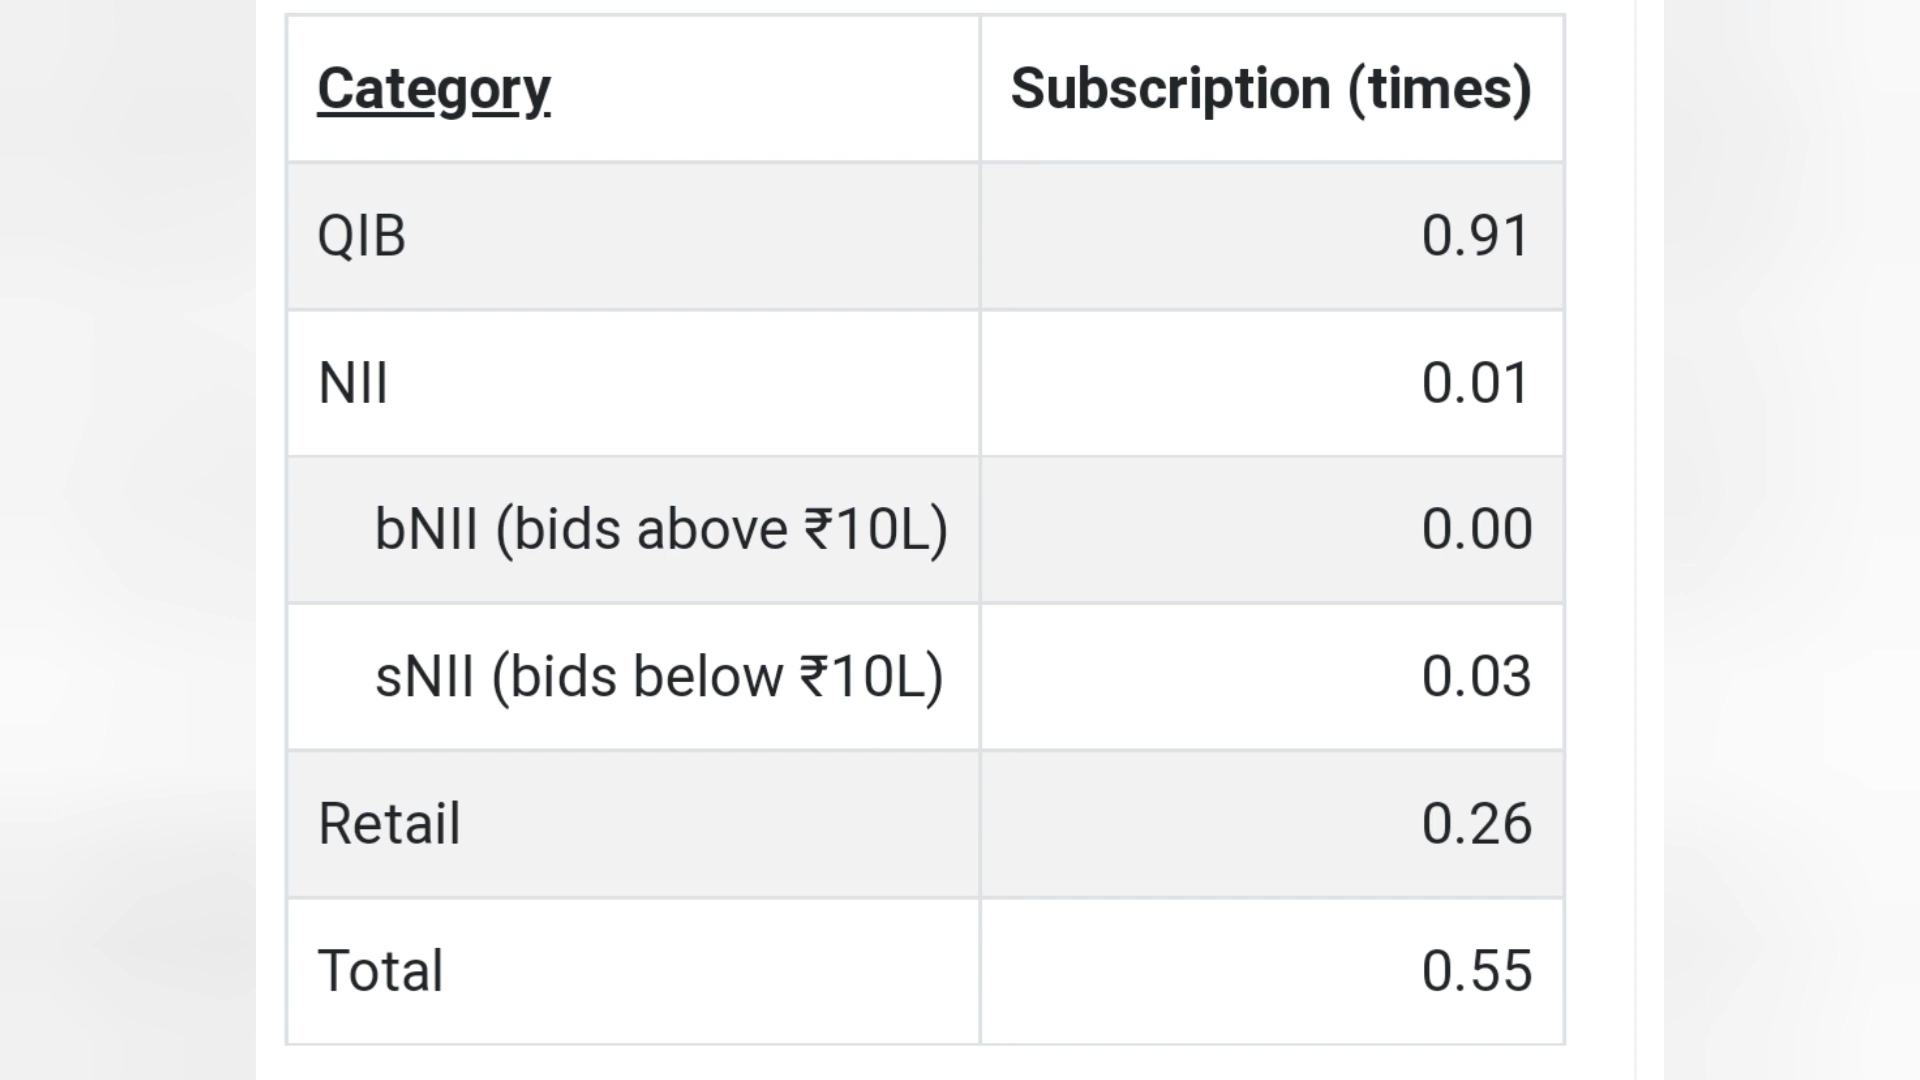 Category Subscription (times)
QIB 0.91
NII 0.01
bNII (bids above ₹10L) 0.00
sNII (bids below ₹10L) 0.03
Retail 0.26
Total 0.55